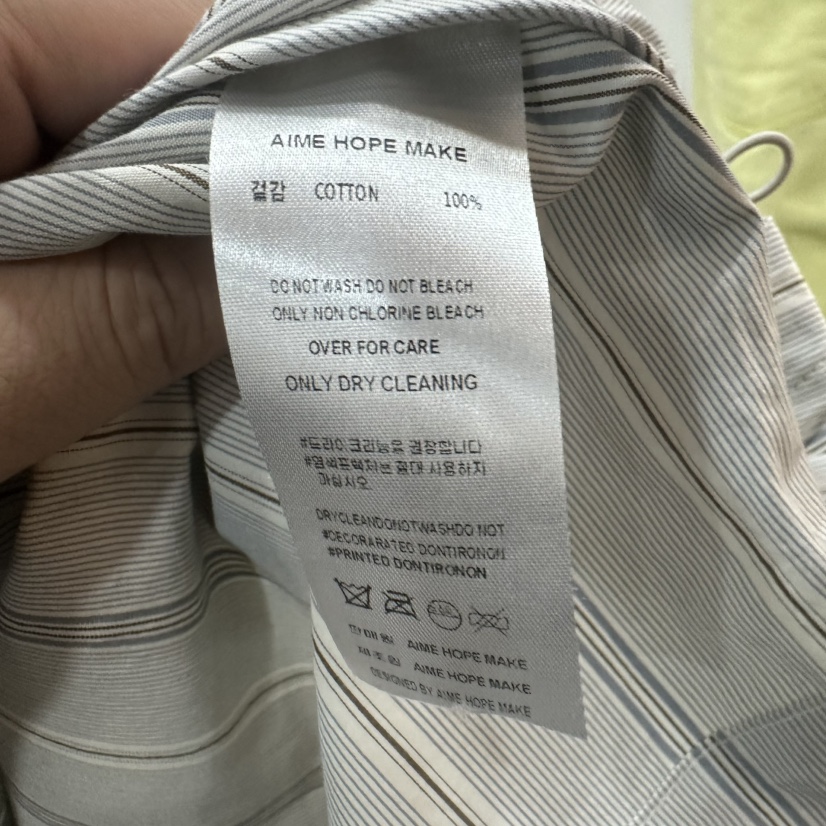 AIME HOPE MAKE
겉감 COTTON 100%
DO NOT WASH DO NOT BLEACH
ONLY NON CHLORINE BLEACH
OVER FOR CARE
ONLY DRY CLEANING
#드라이 크리닝을 권장합니다
#염색프백처는 절대 사용하지
마십시오
DRYCLEANDONOTWASHDO NOT
#DECORARATED DONTIRONON
#PRINTED DONTIRONON
판매원 AIME HOPE MAKE
제조원 AIME HOPE MAKE
DESIGNED BY AIME HOPE MAKE